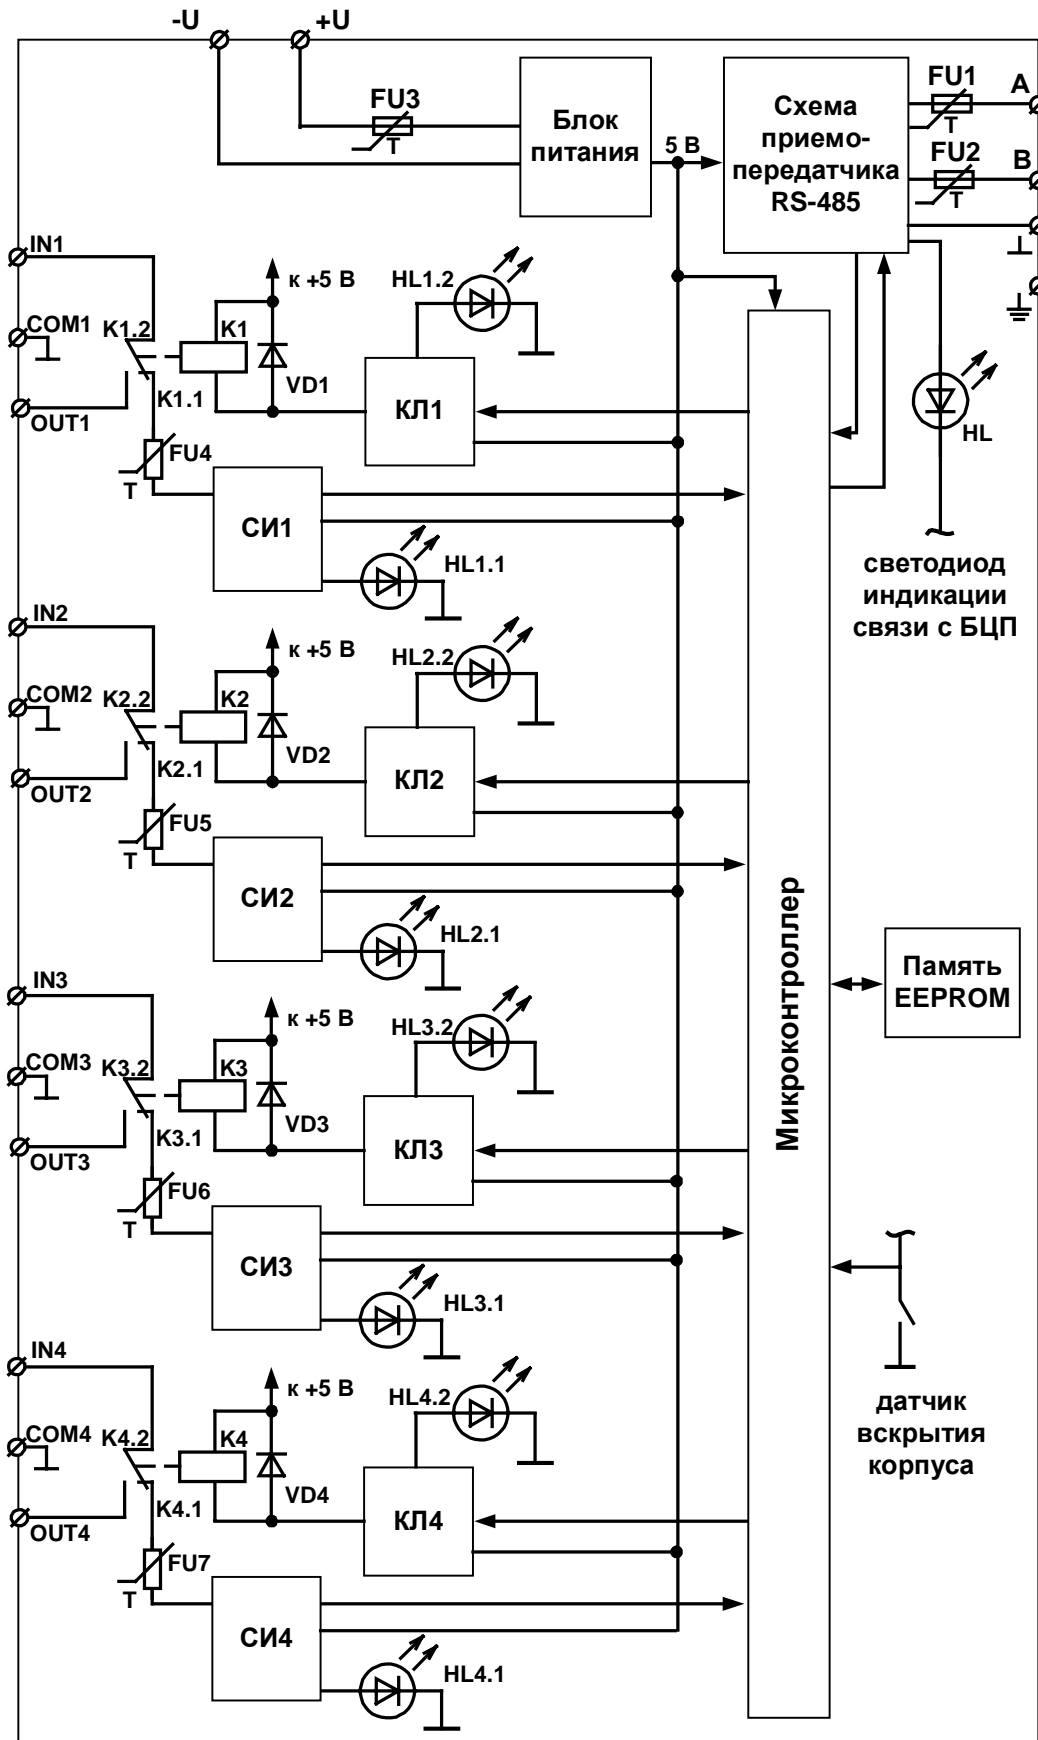 -U
+U
FU3
T
Блок
питания
5 В
Схема
приемо-
передатчика
RS-485
FU1
T
A
FU2
T
B
IN1
COM1
OUT1
K1.2
K1.1
K1
к +5 В
VD1
HL1.2
КЛ1
FU4
T
СИ1
HL1.1
HL
светодиод
индикации
связи с БЦП
IN2
COM2
OUT2
K2.2
K2.1
K2
к +5 В
VD2
HL2.2
КЛ2
FU5
T
СИ2
HL2.1
Микроконтроллер
Память
EEPROM
IN3
COM3
OUT3
K3.2
K3.1
K3
к +5 В
VD3
HL3.2
КЛ3
FU6
T
СИ3
HL3.1
датчик
вскрытия
корпуса
IN4
COM4
OUT4
K4.2
K4.1
K4
к +5 В
VD4
HL4.2
КЛ4
FU7
T
СИ4
HL4.1